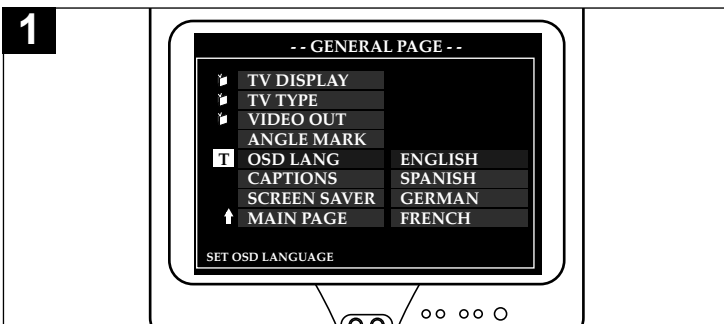 1
- - GENERAL PAGE - -
TV DISPLAY
TV TYPE
VIDEO OUT
ANGLE MARK
T OSD LANG ENGLISH
CAPTIONS SPANISH
SCREEN SAVER GERMAN
MAIN PAGE FRENCH
SET OSD LANGUAGE